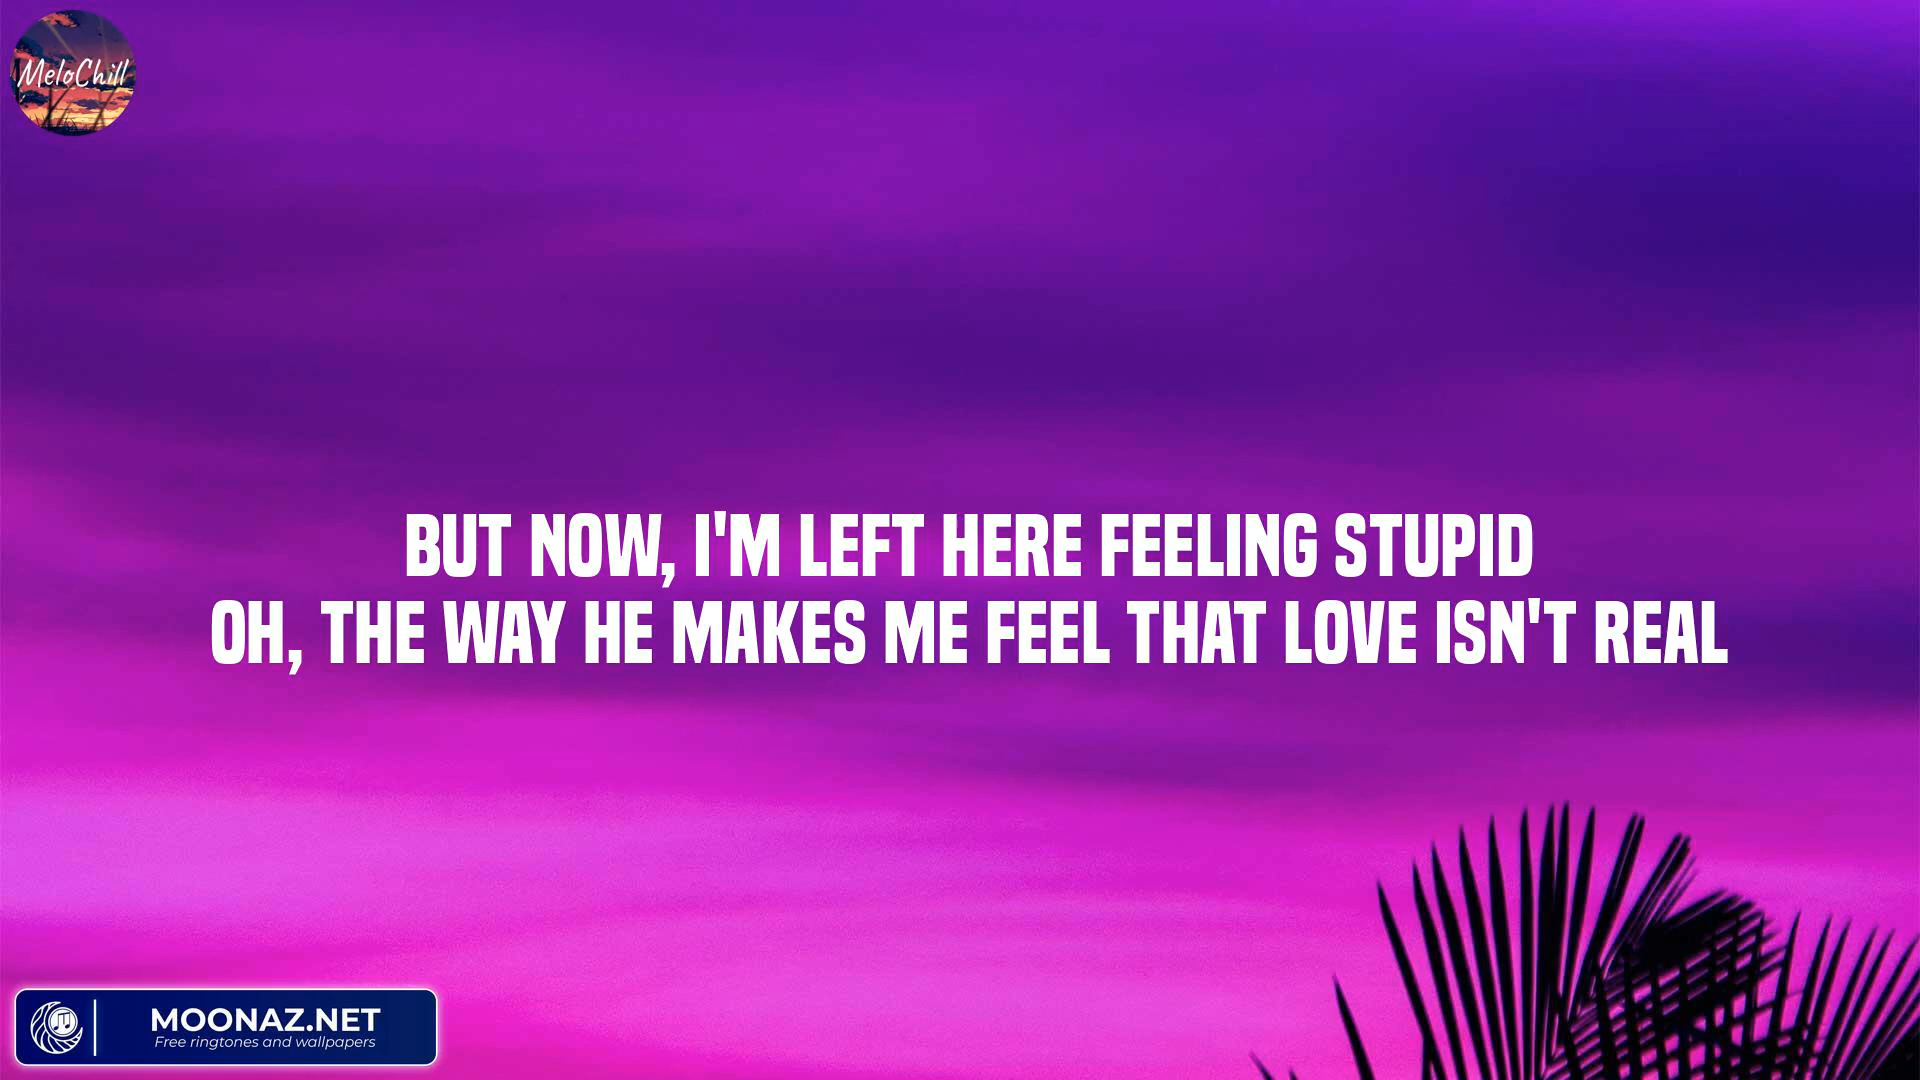 MeloChill
BUT NOW, I'M LEFT HERE FEELING STUPID
OH, THE WAY HE MAKES ME FEEL THAT LOVE ISN'T REAL
MOONAZ.NET
Free ringtones and wallpapers